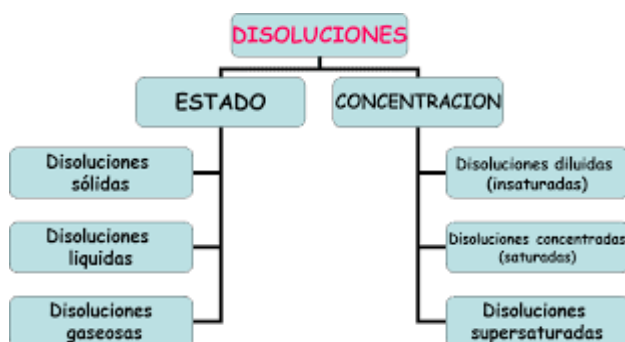 DISOLUCIONES
ESTADO
CONCENTRACION
Disoluciones
sólidas
Disoluciones diluidas
(insaturadas)
Disoluciones
liquidas
Disoluciones concentradas
(saturadas)
Disoluciones
gaseosas
Disoluciones
supersaturadas